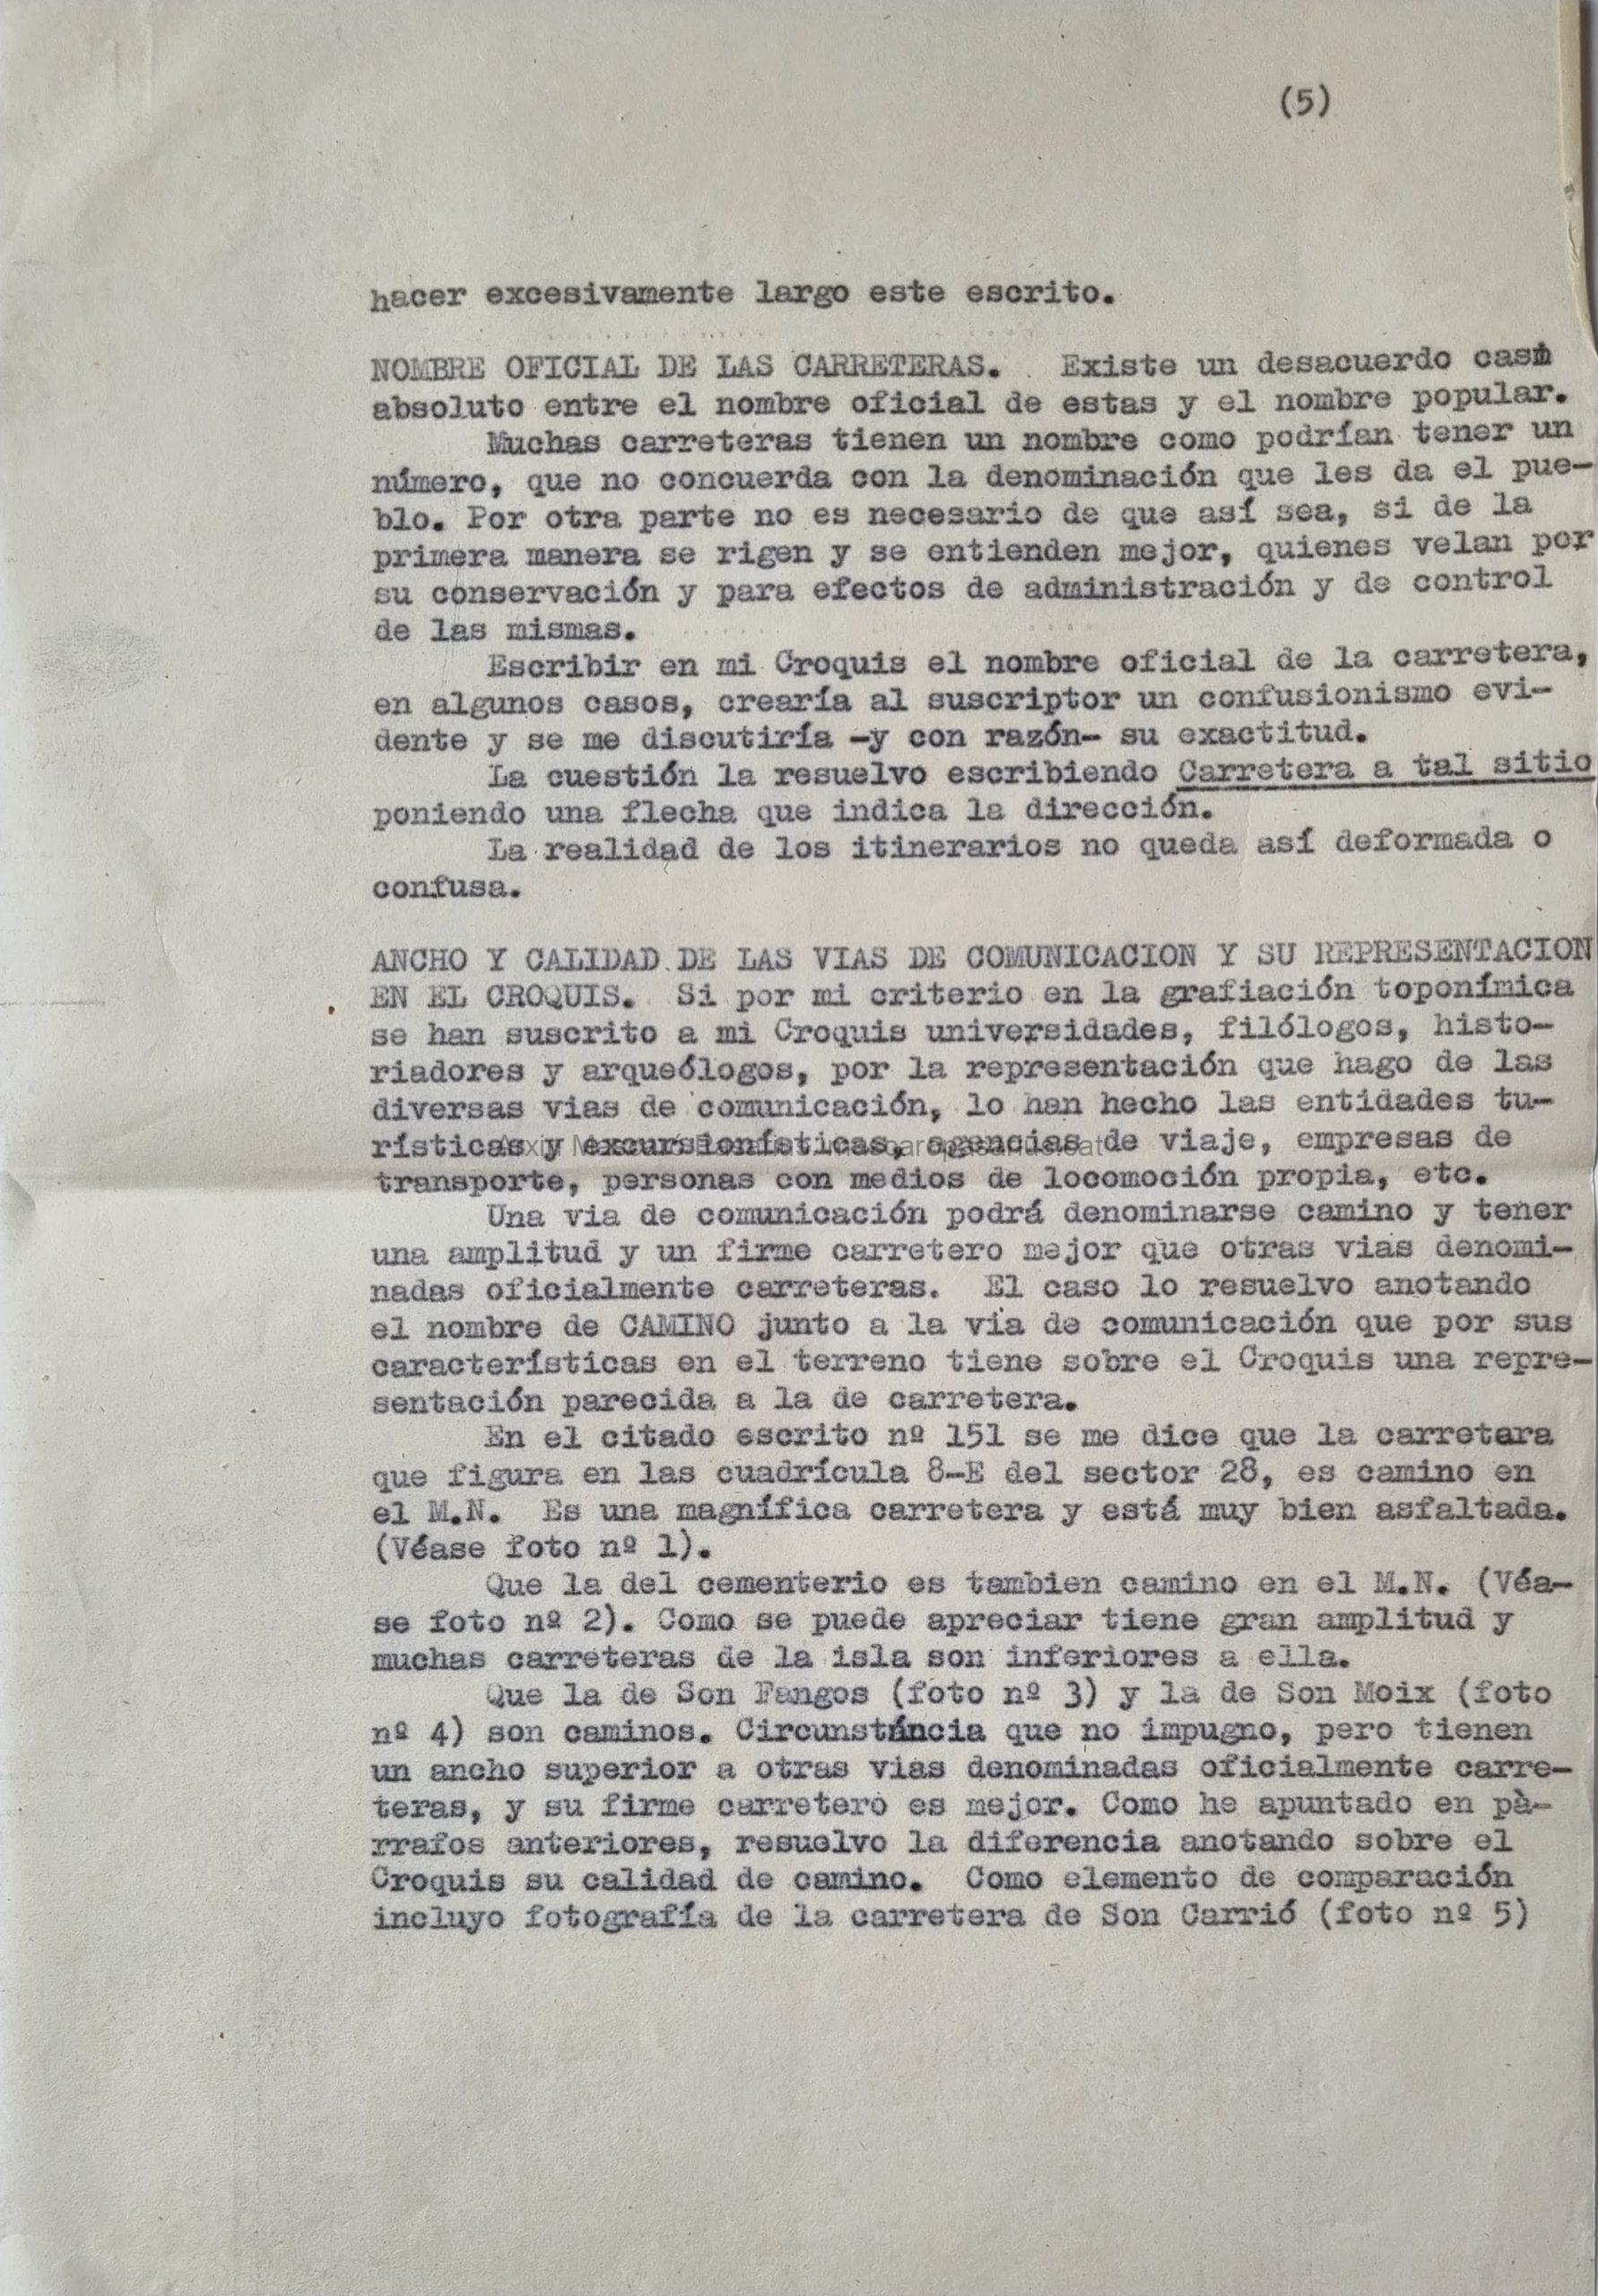 (5)
hacer excesivamente largo este escrito.
NOMBRE OFICIAL DE LAS CARRETERAS. Existe un desacuerdo casi
absoluto entre el nombre oficial de estas y el nombre popular.
Muchas carreteras tienen un nombre como podrían tener un
número, que no concuerda con la denominación que les da el pue-
blo. Por otra parte no es necesario de que así sea, si de la
primera manera se rigen y se entienden mejor, quienes velan por
su conservación y para efectos de administración y de control
de las mismas.
Escribir en mi Croquis el nombre oficial de la carretera,
en algunos casos, crearía al suscriptor un confusionismo evi-
dente y se me discutiría -y con razón- su exactitud.
La cuestión la resuelvo escribiendo Carretera a tal sitio
poniendo una flecha que indica la dirección.
La realidad de los itinerarios no queda así deformada o
confusa.
ANCHO Y CALIDAD DE LAS VIAS DE COMUNICACION Y SU REPRESENTACION
EN EL CROQUIS. Si por mi criterio en la grafiación toponímica
se han suscrito a mi Croquis universidades, filólogos, histo-
riadores y arqueólogos, por la representación que hago de las
diversas vias de comunicación, lo han hecho las entidades tu-
rísticas y excursionísticas, agencias de viaje, empresas de
transporte, personas con medios de locomoción propia, etc.
Una via de comunicación podrá denominarse camino y tener
una amplitud y un firme carretero mejor que otras vias denomi-
nadas oficialmente carreteras. El caso lo resuelvo anotando
el nombre de CAMINO junto a la via de comunicación que por sus
características en el terreno tiene sobre el Croquis una repre-
sentación parecida a la de carretera.
En el citado escrito nº 151 se me dice que la carretera
que figura en las cuadrícula 8-E del sector 28, es camino en
el M.N. Es una magnífica carretera y está muy bien asfaltada.
(Véase foto nº 1).
Que la del cementerio es tambien camino en el M.N. (Véa-
se foto nº 2). Como se puede apreciar tiene gran amplitud y
muchas carreteras de la isla son inferiores a ella.
Que la de Son Fangos (foto nº 3) y la de Son Moix (foto
nº 4) son caminos. Circunstáncia que no impugno, pero tienen
un ancho superior a otras vias denominadas oficialmente carre-
teras, y su firme carretero es mejor. Como he apuntado en pà-
rrafos anteriores, resuelvo la diferencia anotando sobre el
Croquis su calidad de camino. Como elemento de comparación
incluyo fotografía de la carretera de Son Carrió (foto nº 5)